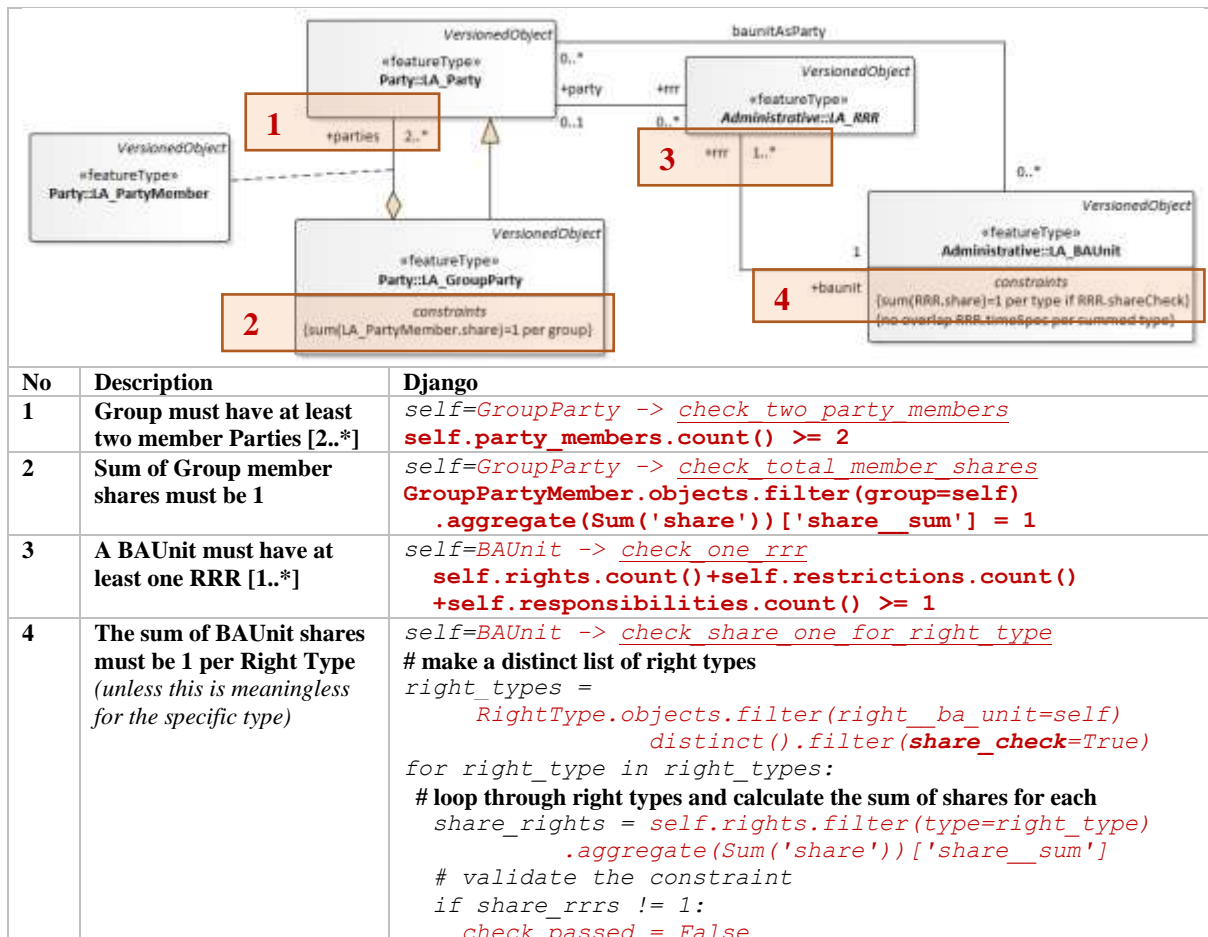 VersionedObject
«featureType»
Party::LA_Party
baunitAsParty
0..*
+party
+rrr
0..1
0..*
VersionedObject
«featureType»
Administrative::LA_RRR
1
+parties
2..*
3
+rrr
1..*
VersionedObject
«featureType»
Party::LA_PartyMember
0..*
VersionedObject
«featureType»
Party::LA_GroupParty
constraints
{sum(LA_PartyMember.share)=1 per group}
2
VersionedObject
«featureType»
Administrative::LA_BAUnit
1
+baunit
4
constraints
{sum(RRR.share)=1 per type if RRR.shareCheck}
{no overlap RRR.timeSpec per summed type}
No Description Django
1 Group must have at least two member Parties [2..*]
self=GroupParty -> check_two_party_members
self.party_members.count() >= 2
2 Sum of Group member shares must be 1
self=GroupParty -> check_total_member_shares
GroupPartyMember.objects.filter(group=self)
.aggregate(Sum('share'))['share__sum'] = 1
3 A BAUnit must have at least one RRR [1..*]
self=BAUnit -> check_one_rrr
self.rights.count()+self.restrictions.count()
+self.responsibilities.count() >= 1
4 The sum of BAUnit shares must be 1 per Right Type
(unless this is meaningless for the specific type)
self=BAUnit -> check_share_one_for_right_type
# make a distinct list of right types
right_types =
RightType.objects.filter(right__ba_unit=self)
distinct().filter(share_check=True)
for right_type in right_types:
# loop through right types and calculate the sum of shares for each
share_rights = self.rights.filter(type=right_type)
.aggregate(Sum('share'))['share__sum']
# validate the constraint
if share_rrrs != 1:
check_passed = False